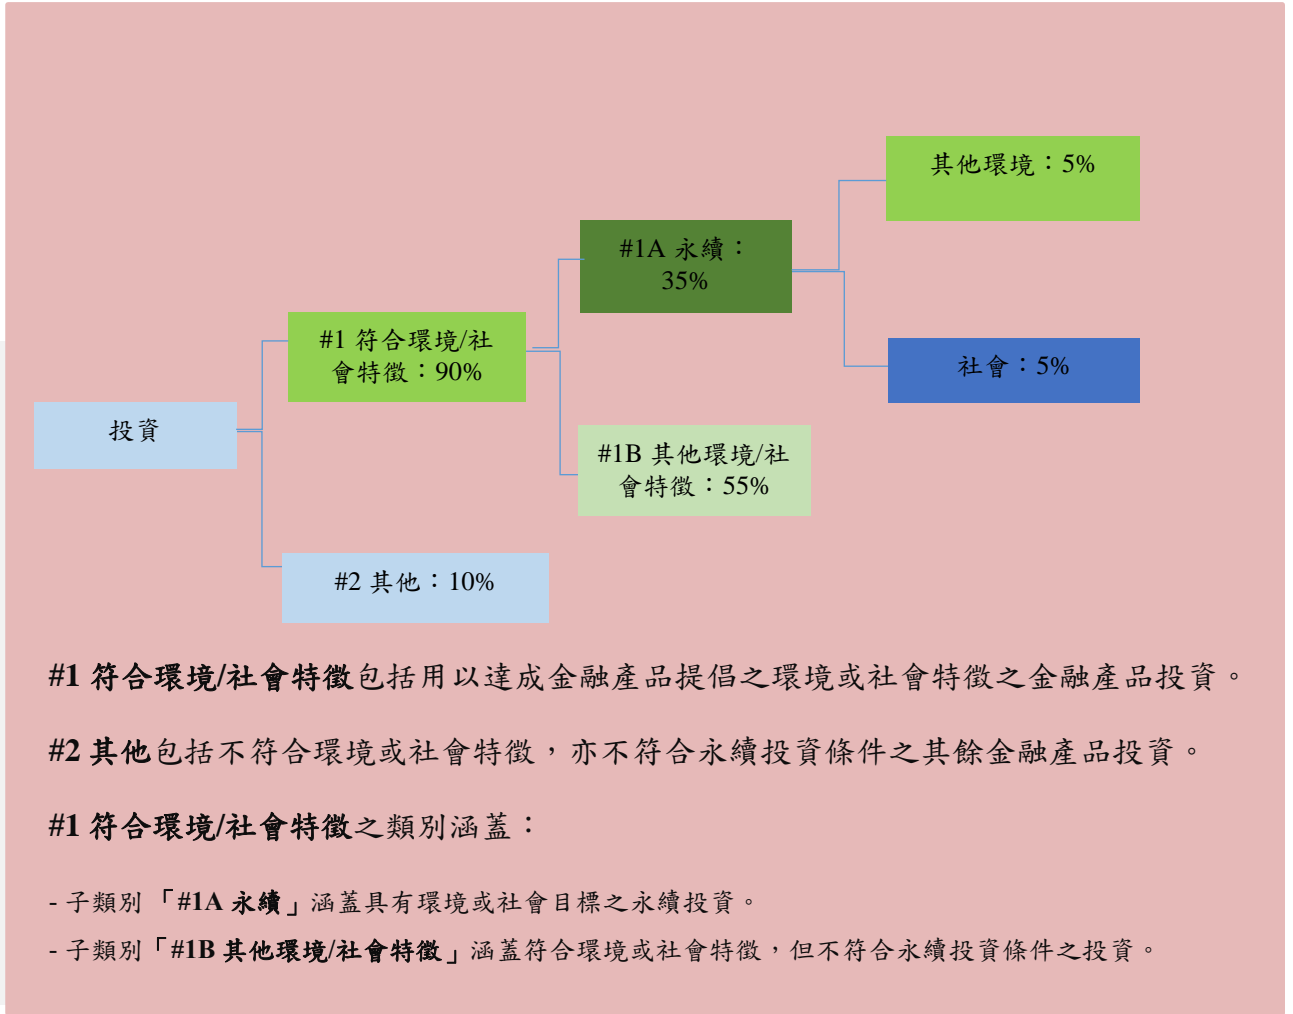 其他環境：5%
#1A 永續：
35%
#1 符合環境/社
會特徵：90%
社會：5%
投資
#1B 其他環境/社
會特徵：55%
#2 其他：10%
#1 符合環境/社會特徵包括用以達成金融產品提倡之環境或社會特徵之金融產品投資。
#2 其他包括不符合環境或社會特徵，亦不符合永續投資條件之其餘金融產品投資。
#1 符合環境/社會特徵之類別涵蓋：
- 子類別「#1A 永續」涵蓋具有環境或社會目標之永續投資。
- 子類別「#1B 其他環境/社會特徵」涵蓋符合環境或社會特徵，但不符合永續投資條件之投資。